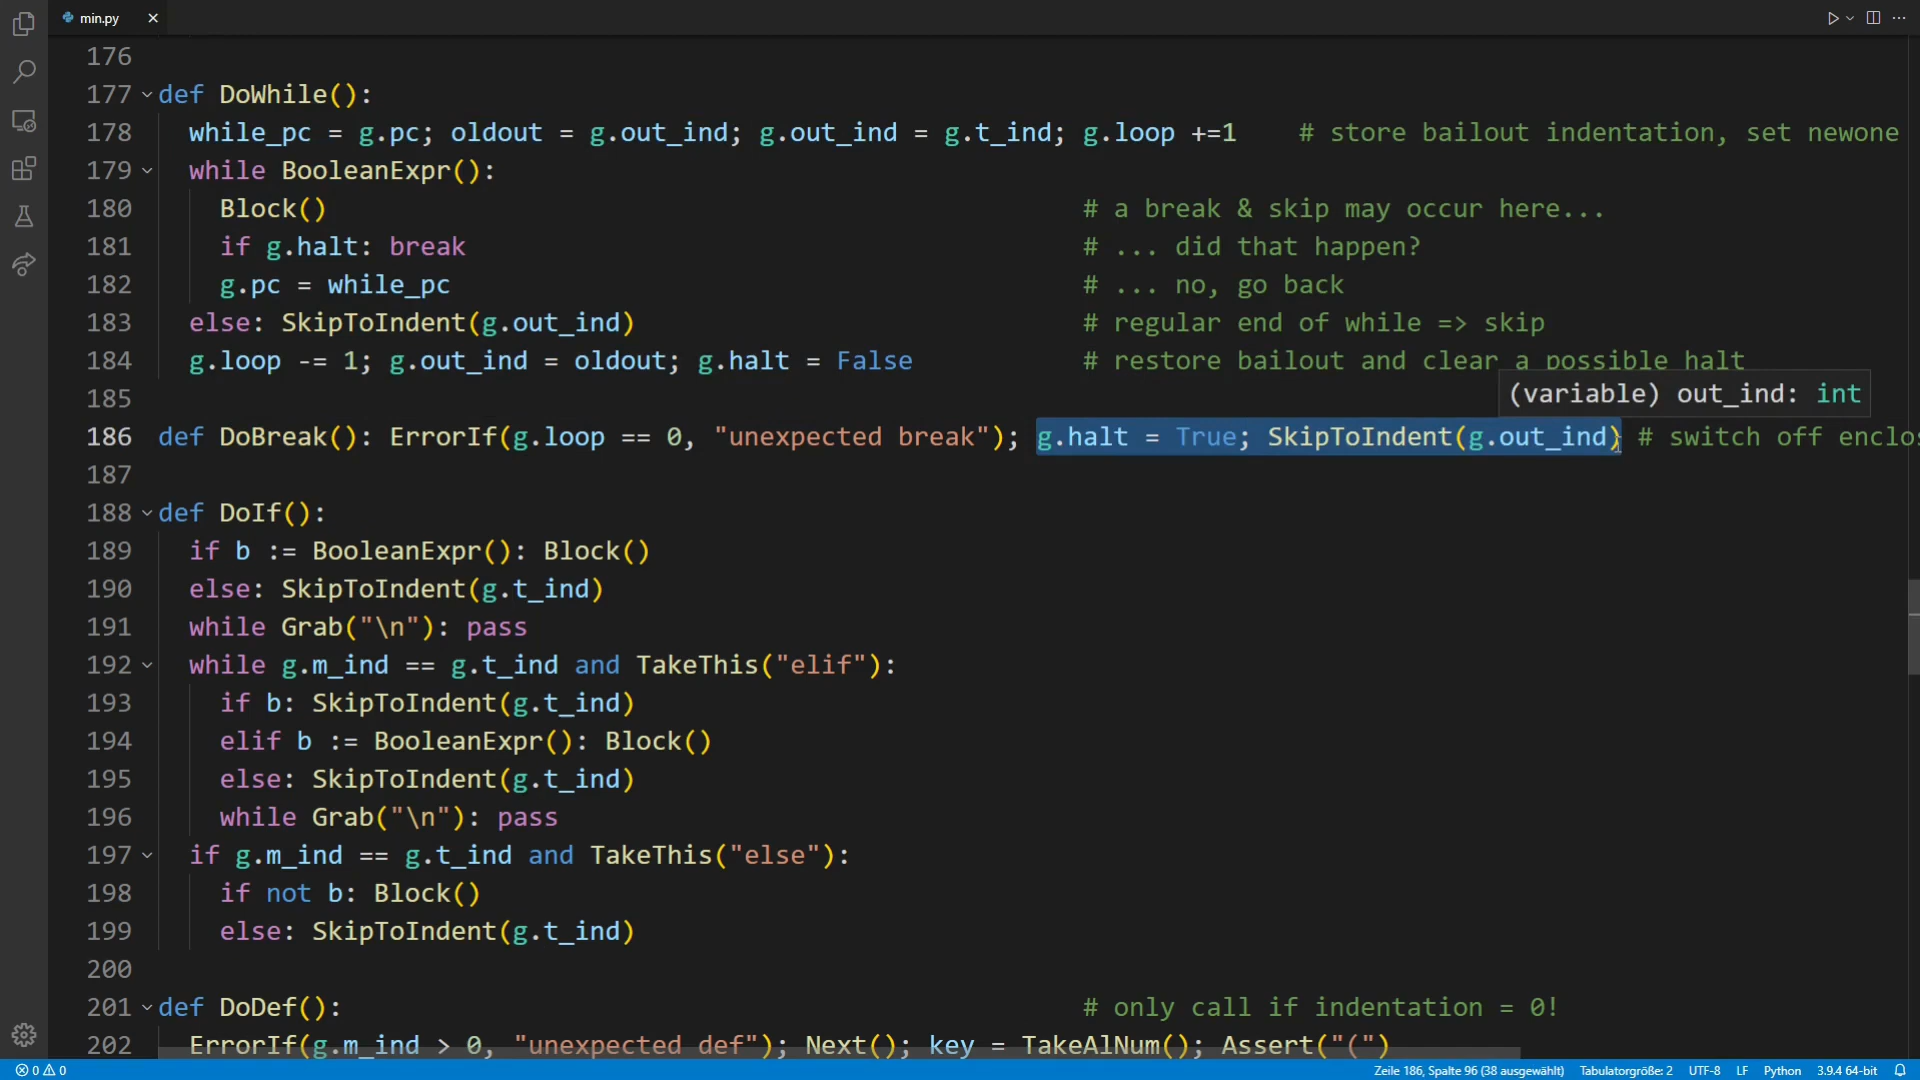 min.py
176
177 def DoWhile():
178 while_pc = g.pc; oldout = g.out_ind; g.out_ind = g.t_ind; g.loop +=1 # store bailout indentation, set newone
179 while BooleanExpr():
180 Block() # a break & skip may occur here...
181 if g.halt: break # ... did that happen?
182 g.pc = while_pc # ... no, go back
183 else: SkipToIndent(g.out_ind) # regular end of while => skip
184 g.loop -= 1; g.out_ind = oldout; g.halt = False # restore bailout and clear a possible halt
185
(variable) out_ind: int
186 def DoBreak(): ErrorIf(g.loop == 0, "unexpected break"); g.halt = True; SkipToIndent(g.out_ind) # switch off enclos
187
188 def DoIf():
189 if b := BooleanExpr(): Block()
190 else: SkipToIndent(g.t_ind)
191 while Grab("\n"): pass
192 while g.m_ind == g.t_ind and TakeThis("elif"):
193 if b: SkipToIndent(g.t_ind)
194 elif b := BooleanExpr(): Block()
195 else: SkipToIndent(g.t_ind)
196 while Grab("\n"): pass
197 if g.m_ind == g.t_ind and TakeThis("else"):
198 if not b: Block()
199 else: SkipToIndent(g.t_ind)
200
201 def DoDef(): # only call if indentation = 0!
202 ErrorIf(g.m_ind > 0, "unexpected def"); Next(); key = TakeAlNum(); Assert("(")
0 0 Zeile 186, Spalte 96 (38 ausgewählt) Tabulatorgröße: 2 UTF-8 LF Python 3.9.4 64-bit